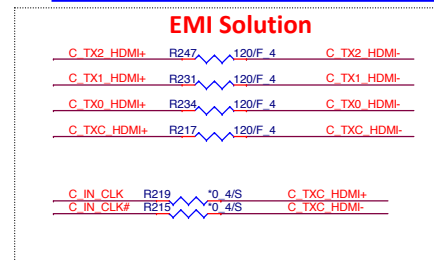 EMI Solution
C_TX2_HDMI+ R247 120/F_4 C_TX2_HDMI-
C_TX1_HDMI+ R231 120/F_4 C_TX1_HDMI-
C_TX0_HDMI+ R234 120/F_4 C_TX0_HDMI-
C_TXC_HDMI+ R217 120/F_4 C_TXC_HDMI-
C_IN_CLK R219 *0_4/S C_TXC_HDMI+
C_IN_CLK# R215 *0_4/S C_TXC_HDMI-